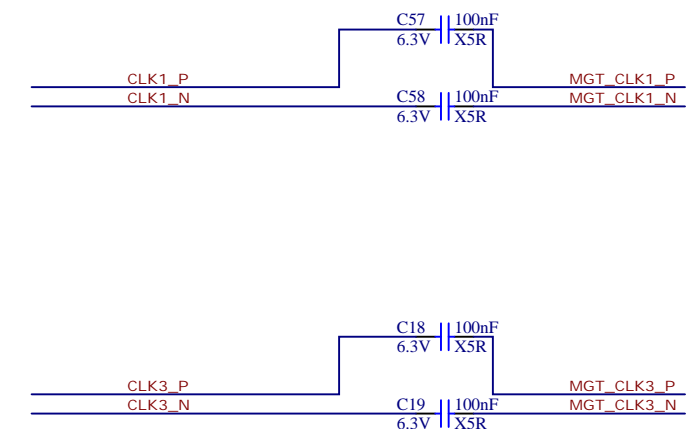 C57 100nF
6.3V X5R
CLK1_P MGT_CLK1_P
CLK1_N C58 100nF MGT_CLK1_N
6.3V X5R
C18 100nF
6.3V X5R
CLK3_P MGT_CLK3_P
CLK3_N C19 100nF MGT_CLK3_N
6.3V X5R